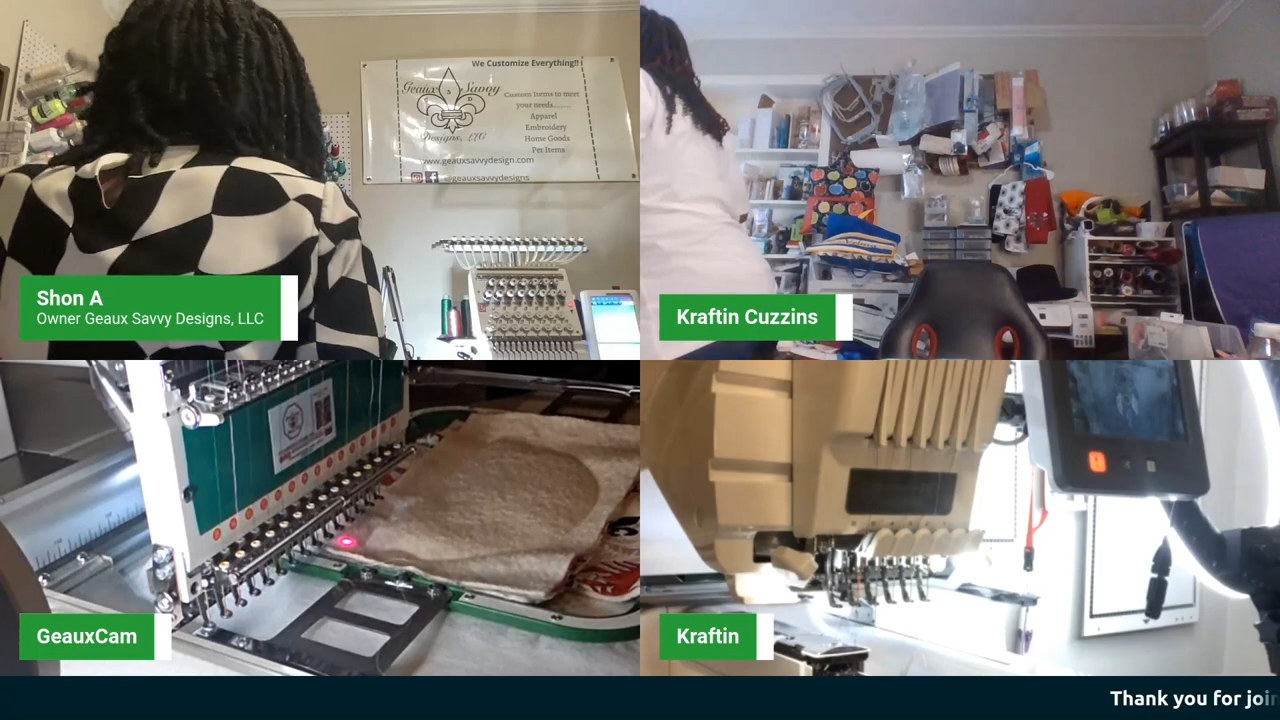 We Customize Everything!!
Geaux Savvy
Designs, LLC
Custom Items to meet
your needs........
Apparel
Embroidery
Home Goods
Pet Items
www.geauxsavvydesign.com
@geauxsavvydesigns
Shon A
Owner Geaux Savvy Designs, LLC
Kraftin Cuzzins
GeauxCam
Kraftin
Thank you for join